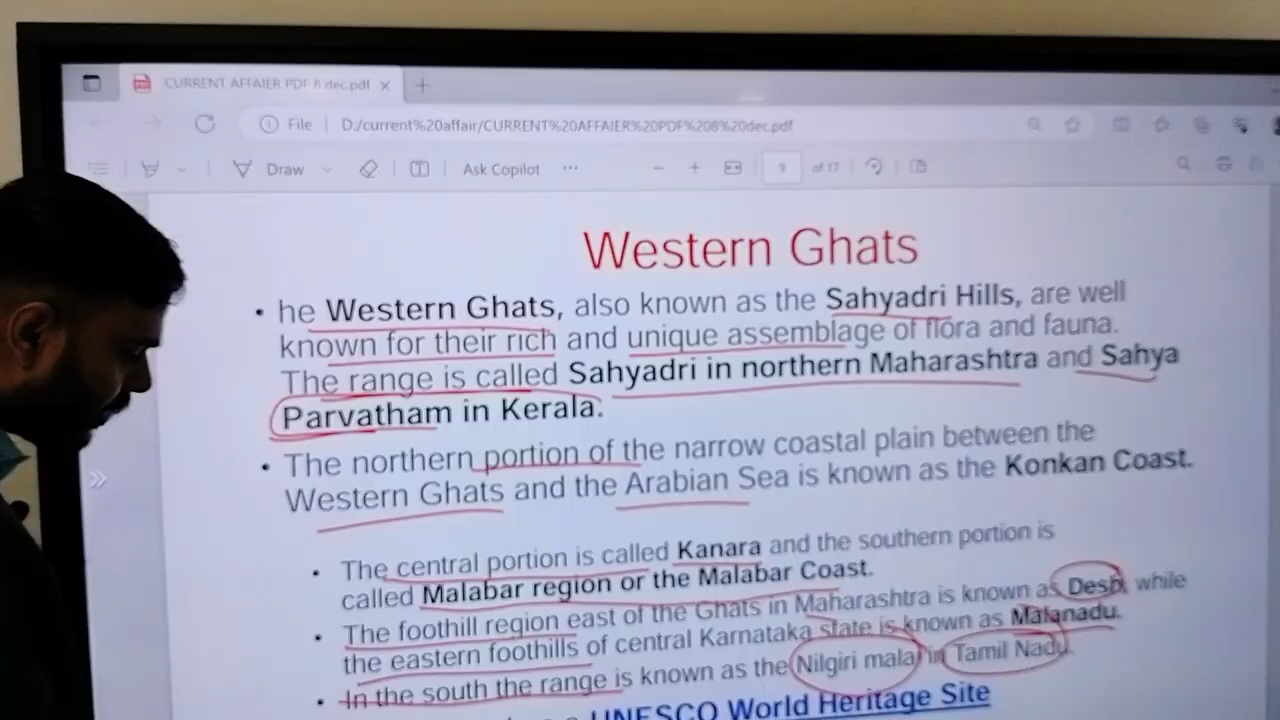 CURRENT AFFAIER PDF 8 dec.pdf
File
D:/current%20affair/CURRENT%20AFFAIER%20PDF%208%20dec.pdf
Draw
Ask Copilot
9 of 17
Western Ghats
• he Western Ghats, also known as the Sahyadri Hills, are well
known for their rich and unique assemblage of flora and fauna.
The range is called Sahyadri in northern Maharashtra and Sahya
Parvatham in Kerala.
• The northern portion of the narrow coastal plain between the
Western Ghats and the Arabian Sea is known as the Konkan Coast.
• The central portion is called Kanara and the southern portion is
called Malabar region or the Malabar Coast.
• The foothill region east of the Ghats in Maharashtra is known as Desh, while
the eastern foothills of central Karnataka state is known as Malanadu.
• In the south the range is known as the Nilgiri malai in Tamil Nadu.
UNESCO World Heritage Site